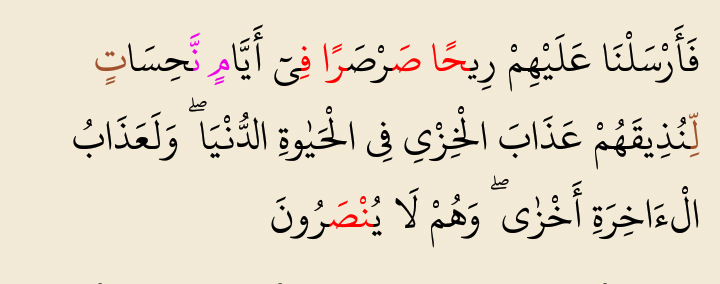 فَأَرْسَلْنَا عَلَيْهِمْ رِيحًا صَرْصَرًا فِىٓ أَيَّامٍ نَّحِسَاتٍ
لِّنُذِيقَهُمْ عَذَابَ الْخِزْىِ فِى الْحَيَوٰةِ الدُّنْيَا ۖ وَلَعَذَابُ
الْءَاخِرَةِ أَخْزَىٰ ۖ وَهُمْ لَا يُنْصَرُونَ